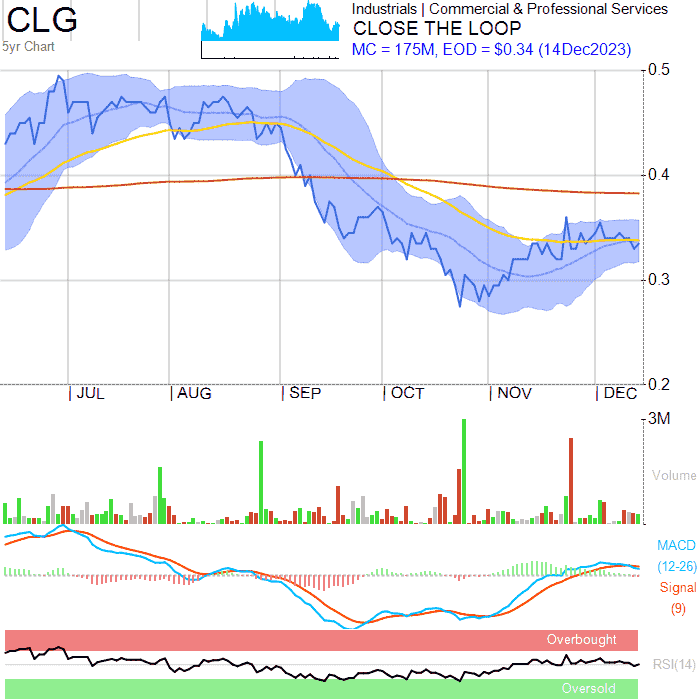 CLG
5yr Chart
Industrials | Commercial & Professional Services
CLOSE THE LOOP
MC = 175M, EOD = $0.34 (14Dec2023)
0.5
0.4
0.3
0.2
JUL AUG SEP OCT NOV DEC
3M
Volume
MACD
(12-26)
Signal
(9)
Overbought
RSI(14)
Oversold